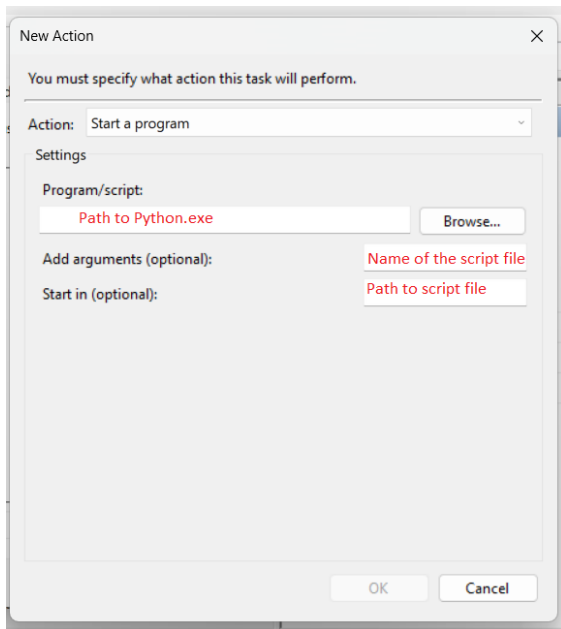 New Action
You must specify what action this task will perform.
Action: Start a program
Settings
Program/script:
Path to Python.exe
Browse...
Add arguments (optional): Name of the script file
Start in (optional): Path to script file
OK Cancel